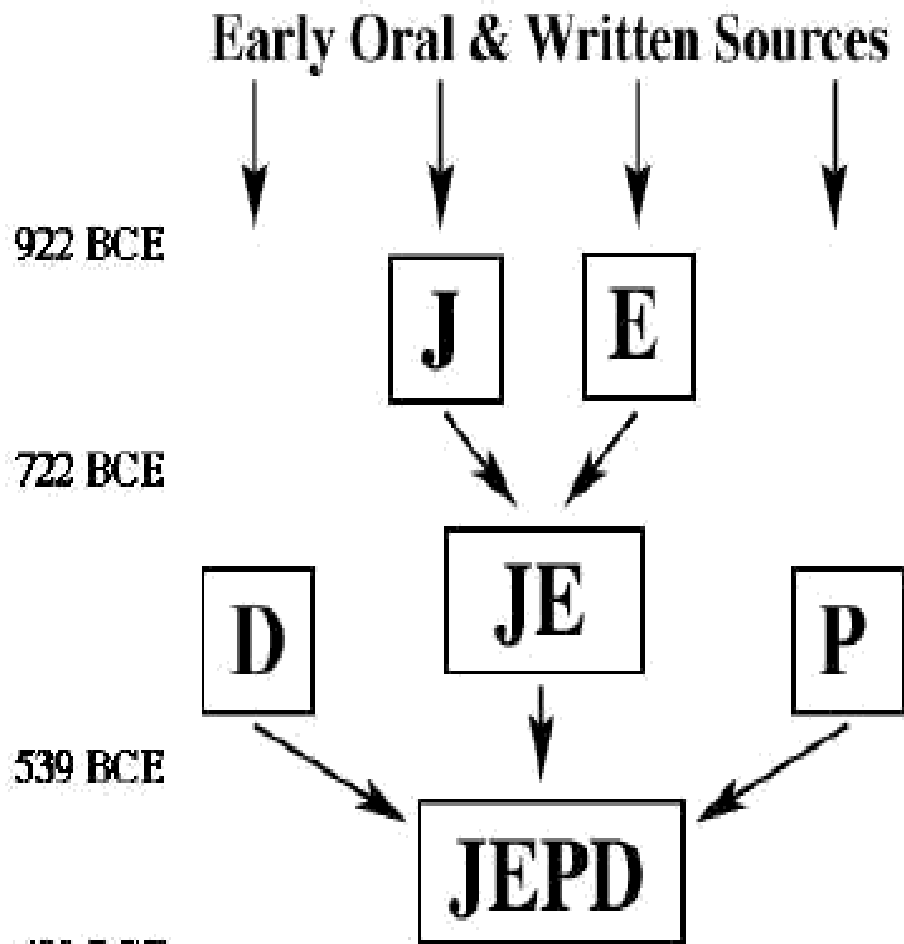 Early Oral & Written Sources
922 BCE
J E
722 BCE
D JE P
539 BCE
JEPD